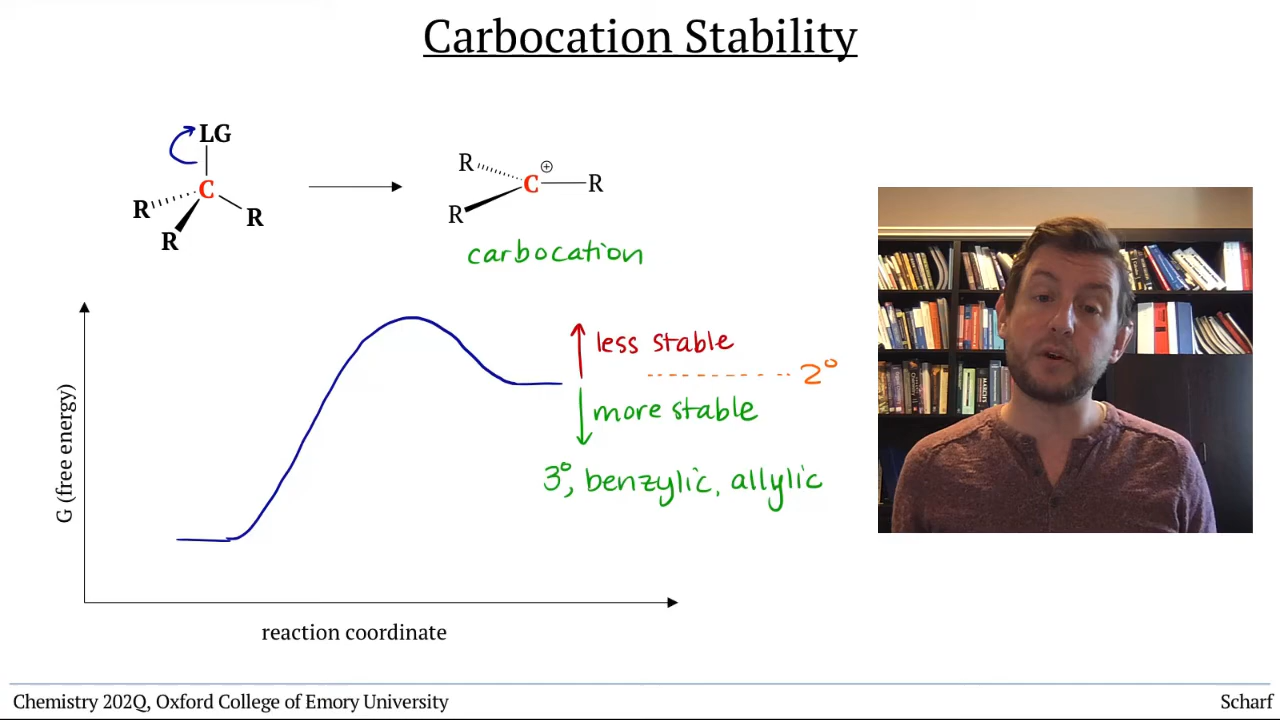 Carbocation Stability
LG
C
R
R
R
R
⊕
C
R
R
carbocation
less stable
2°
more stable
3°, benzylic, allylic
G (free energy)
reaction coordinate
Chemistry 202Q, Oxford College of Emory University
Scharf